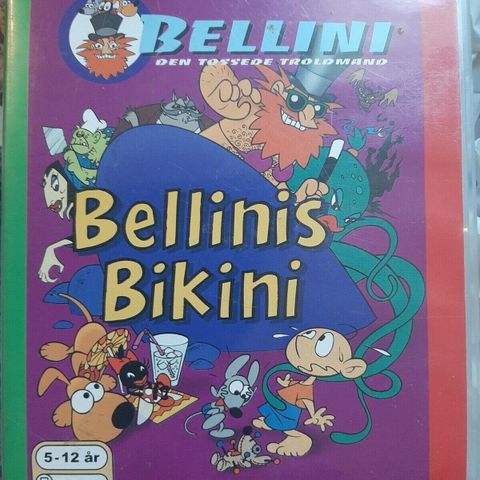 BELLINI
DEN TOSSEDE TROLDMAND
Bellinis
Bikini
5-12 år